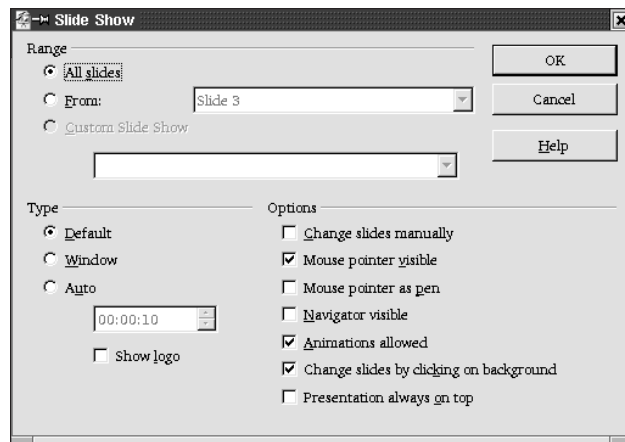 Slide Show
Range
All slides
From:
Slide 3
Custom Slide Show
OK
Cancel
Help
Type
Default
Window
Auto
00:00:10
Show logo
Options
Change slides manually
Mouse pointer visible
Mouse pointer as pen
Navigator visible
Animations allowed
Change slides by clicking on background
Presentation always on top